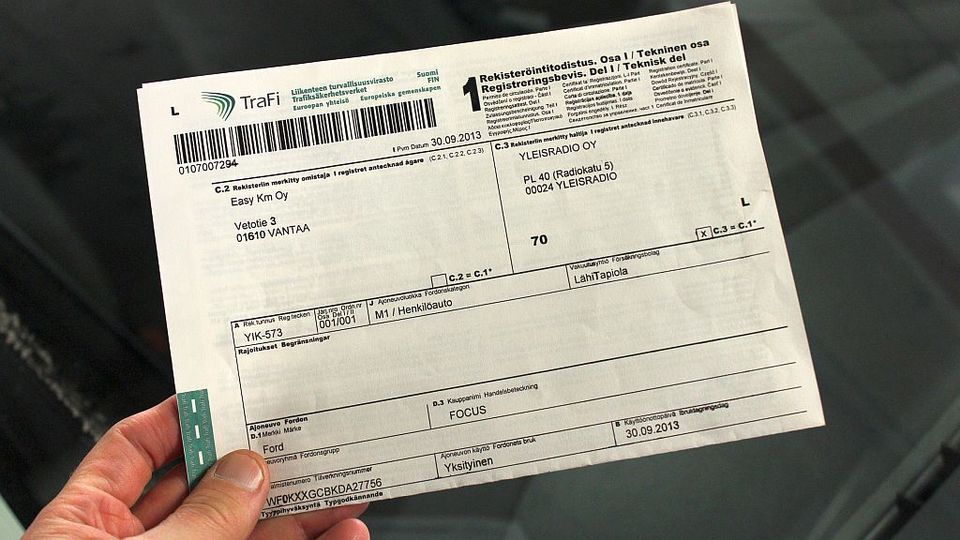 L
TraFi
Liikenteen turvallisuusvirasto
Trafiksäkerhetsverket
Euroopan yhteisö Europeiska gemenskapen
Suomi
FIN
0107007294
I Pvm Datum 30.09.2013
1
Rekisteröintitodistus. Osa I / Tekninen osa
Registreringsbevis. Del I / Teknisk del
C.2 Rekisteriin merkitty omistaja I registret antecknad ägare (C.2.1, C.2.2, C.2.3)
Easy Km Oy
Vetotie 3
01610 VANTAA
C.2 = C.1*
C.3 Rekisteriin merkitty haltija I registret antecknad innehavare (C.3.1, C.3.2, C.3.3)
YLEISRADIO OY
PL 40 (Radiokatu 5)
00024 YLEISRADIO
L
70
X C.3 = C.1*
A Rek.tunnus Reg.tecken
YIK-573
Järj.nro Ordn.nr
Osa Del I / II
001/001
J Ajoneuvoluokka Fordonskategori
M1 / Henkilöauto
Vakuutusyhtiö Försäkringsbolag
LähiTapiola
Rajoitukset Begränsningar
Ajoneuvo Fordon
D.1 Merkki Märke
Ford
D.3 Kauppanimi Handelsbeteckning
FOCUS
Fordonsgrupp
Ajoneuvon käyttö Fordonets bruk
Yksityinen
B Käyttöönottopäivä Ibruktagningsdag
30.09.2013
Tillverkningsnummer
WF0KXXGCBKDA27756
Tyyppihyväksyntä Typgodkännande